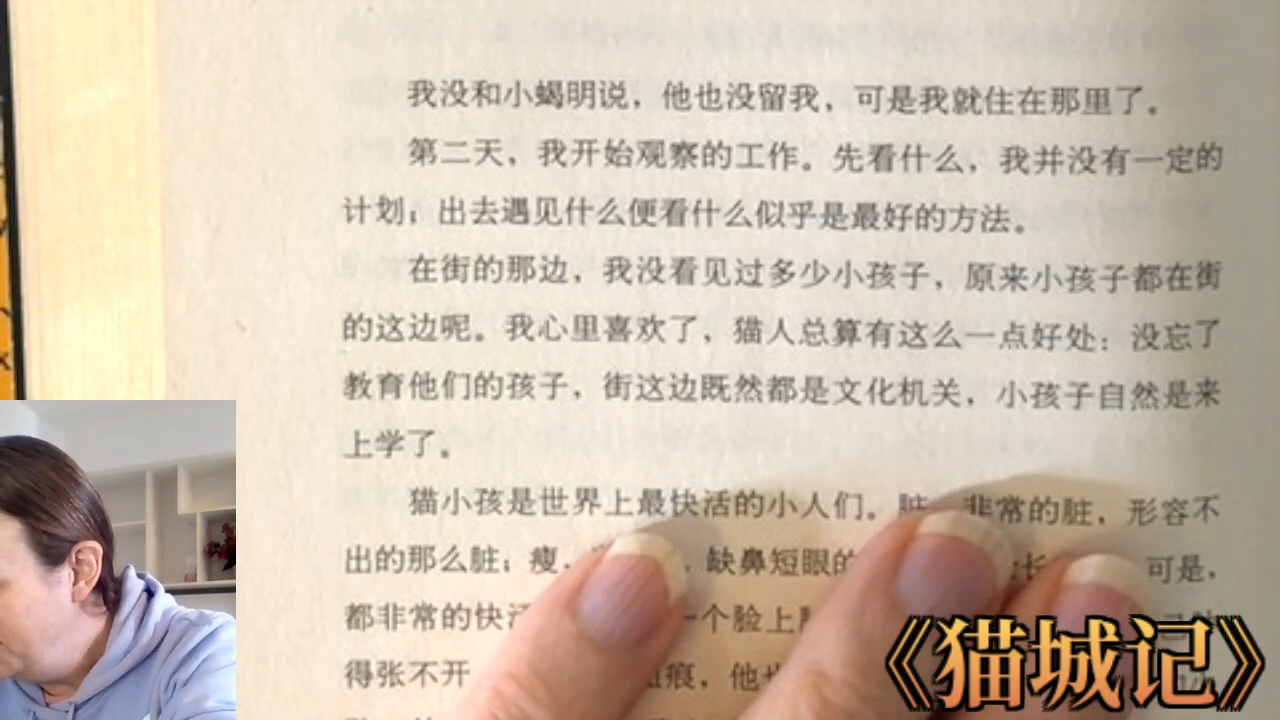 我没和小蝎明说，他也没留我，可是我就住在那里了。
第二天，我开始观察的工作。先看什么，我并没有一定的
计划；出去遇见什么便看什么似乎是最好的方法。
在街的那边，我没看见过多少小孩子，原来小孩子都在街
的这边呢。我心里喜欢了，猫人总算有这么一点好处：没忘了
教育他们的孩子，街这边既然都是文化机关，小孩子自然是来
上学了。
猫小孩是世界上最快活的小人们。脏，非常的脏，形容不
出的那么脏；瘦，缺鼻短眼的 可是，
都非常的快 一个脸上
得张不开 痕，他也
《猫城记》